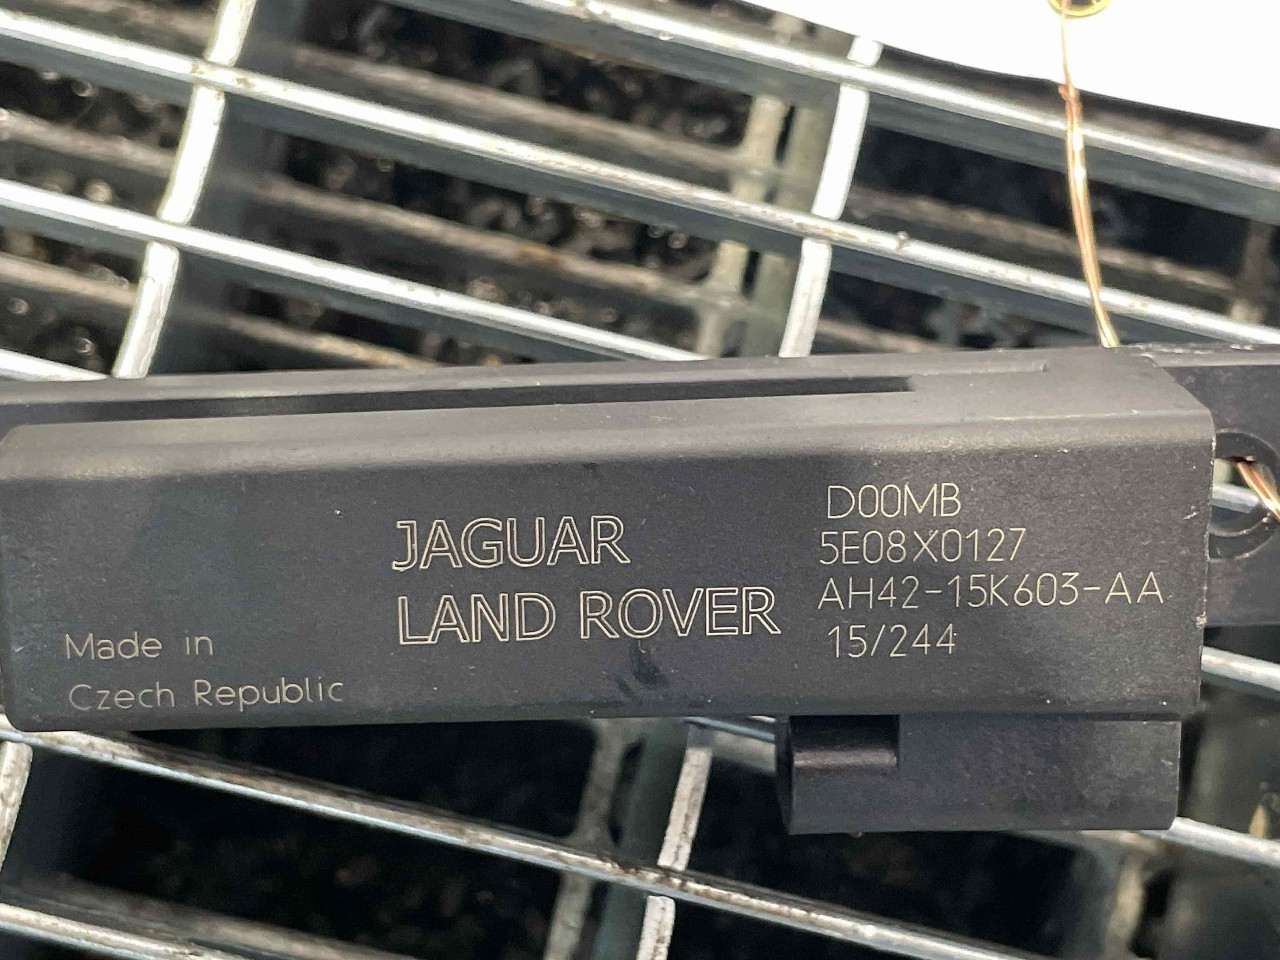 JAGUAR
LAND ROVER
Made in
Czech Republic
D00MB
5E08X0127
AH42-15K603-AA
15/244